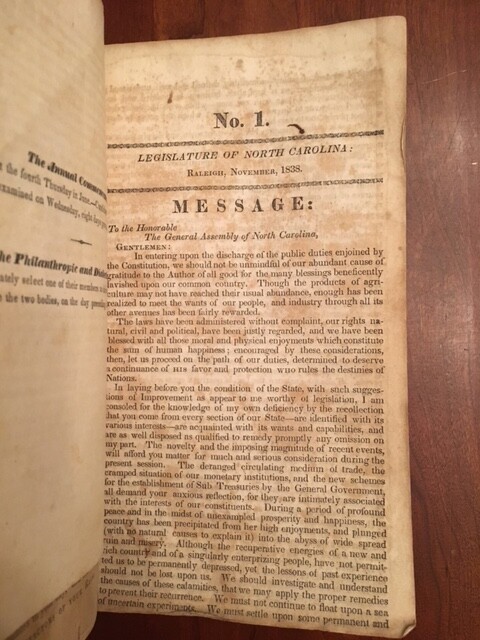 The Annual Comm
the fourth Thursday in June
examined on Wednesday, night
the Philanthropic and
ately select one of their members
the two bodies, on the day
No. 1.
LEGISLATURE OF NORTH CAROLINA:
RALEIGH, NOVEMBER, 1838.
MESSAGE:
To the Honorable
The General Assembly of North Carolina,
GENTLEMEN:
In entering upon the discharge of the public duties enjoined by
the Constitution, we should not be unmindful of our abundant cause of
gratitude to the Author of all good for the many blessings beneficently
lavished upon our common country. Though the products of agri-
culture may not have reached their usual abundance, enough has been
realized to meet the wants of our people, and industry through all its
other avenues has been fairly rewarded.
The laws have been administered without complaint, our rights na-
tural, civil and political, have been justly regarded, and we have been
blessed with all those moral and physical enjoyments which constitute
the sum of human happiness; encouraged by these considerations,
then, let us proceed on the path of our duties, determined to deserve
a continuance of HIS favor and protection WHO rules the destinies of
Nations.
In laying before you the condition of the State, with such sugges-
tions of Improvement as appear to me worthy of legislation, I am
consoled for the knowledge of my own deficiency by the recollection
that you come from every section of our State—are identified with its
various interests—are acquainted with its wants and capabilities, and
are as well disposed as qualified to remedy promptly any omission on
my part. The novelty and the imposing magnitude of recent events,
will afford you matter for much and serious consideration during the
present session. The deranged circulating medium of trade, the
cramped situation of our monetary institutions, and the new schemes
for the establishment of Sub Treasuries by the General Government,
all demand your anxious reflection, for they are intimately associated
with the interests of our constituents. During a period of profound
peace and in the midst of unexampled prosperity and happiness, the
country has been precipitated from her high enjoyments, and plunged
(with no natural causes to explain it) into the abyss of wide spread
ruin and misery. Although the recuperative energies of a new and
rich country and of a singularly enterprizing people, have not permit-
ted us to be permanently depressed, yet the lessons of past experience
should not be lost upon us. We should investigate and understand
the causes of these calamities, that we may apply the proper remedies
to prevent their recurrence. We must not continue to float upon a sea
of uncertain experiments. We must settle upon some permanent and